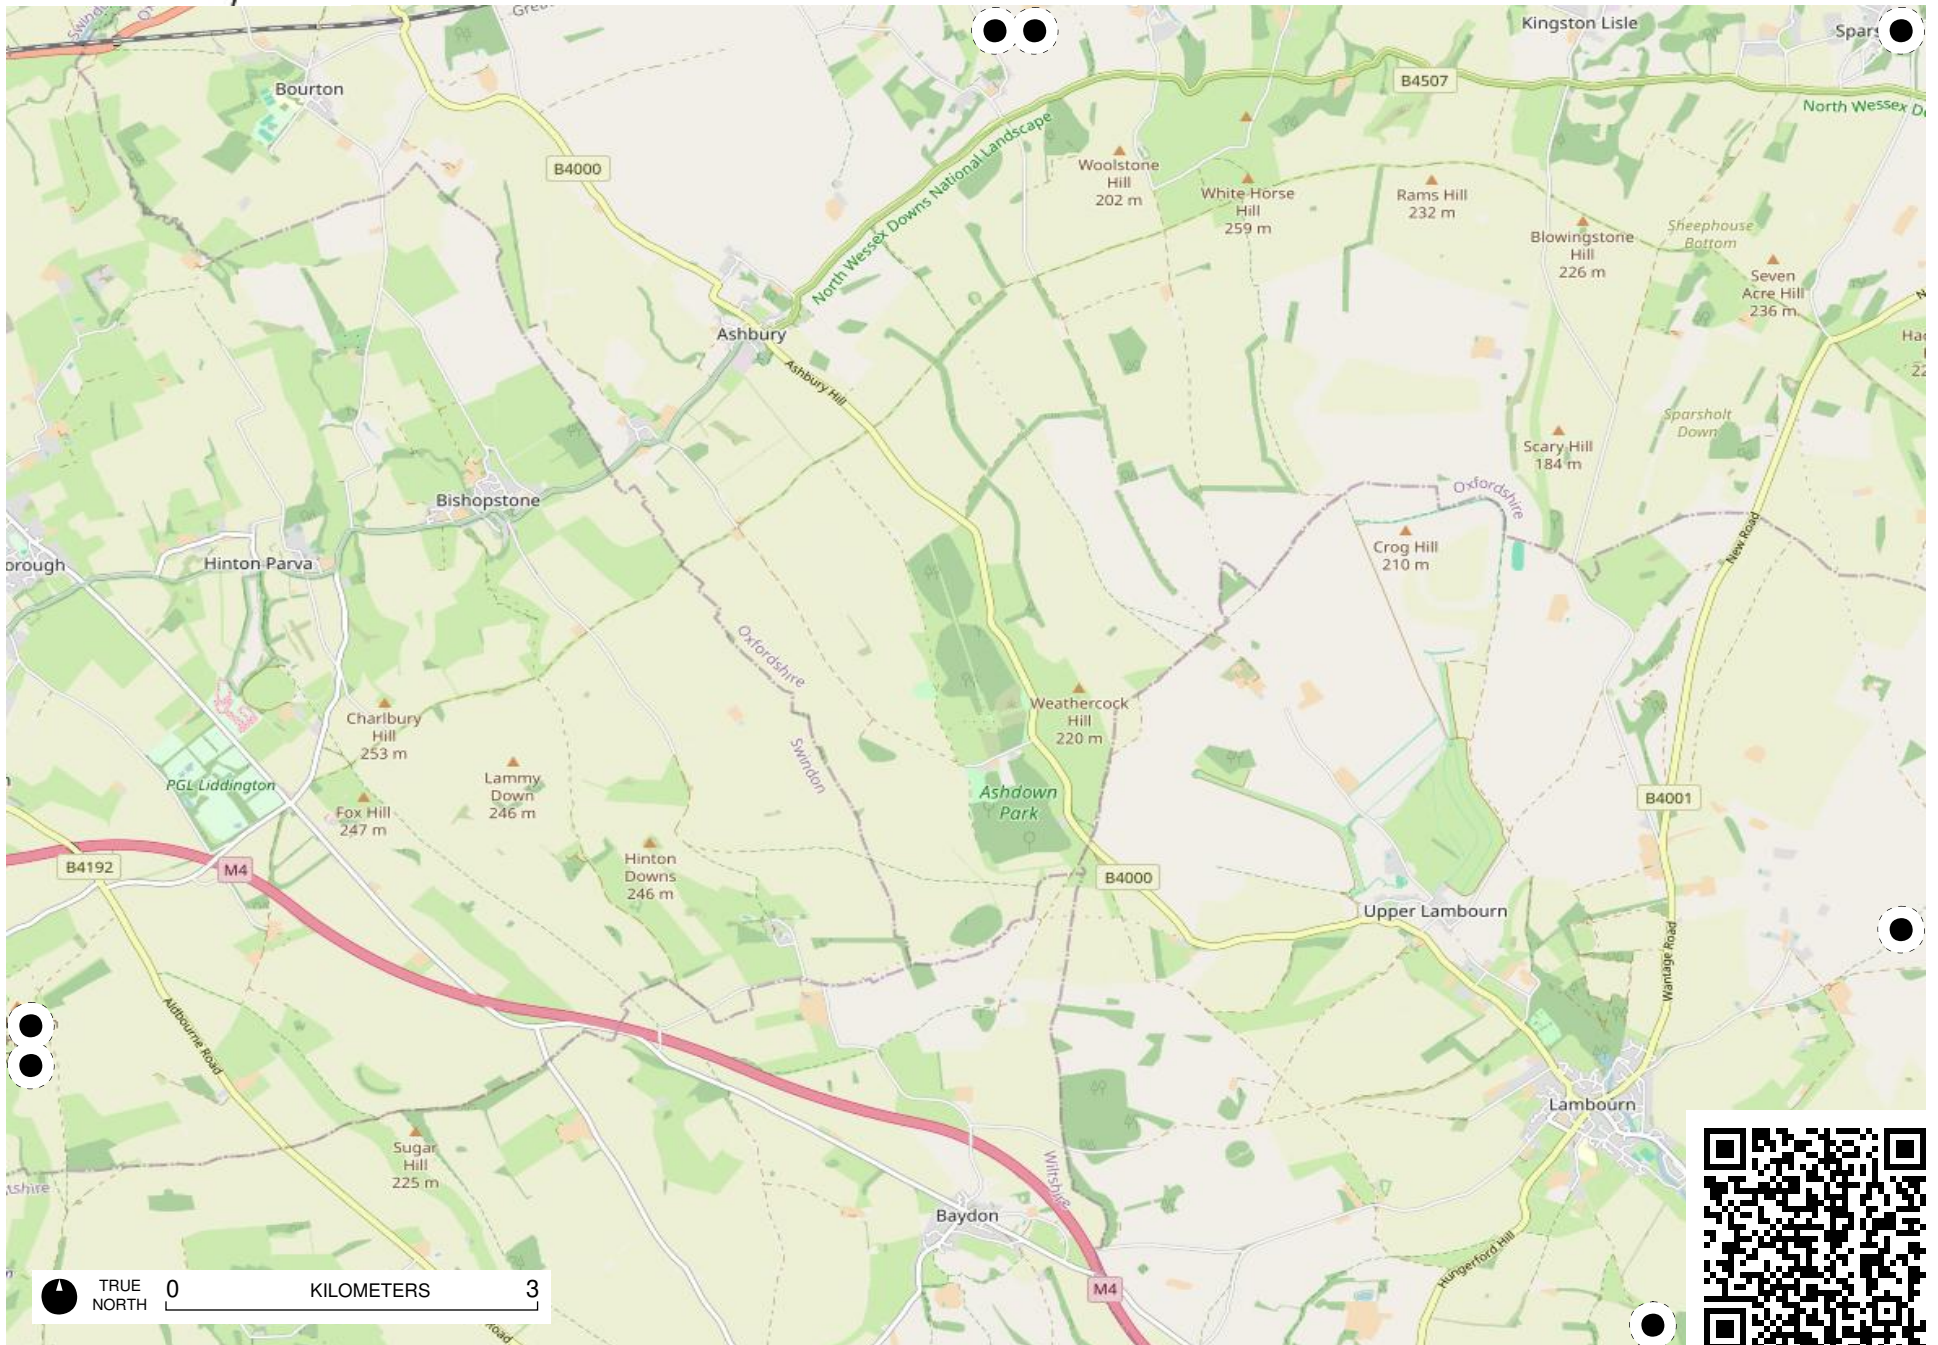 Kingston Lisle
Bourton
B4507
North Wessex Downs National Landscape
B4000
Woolstone
Hill
202 m
White Horse
Hill
259 m
Rams Hill
232 m
Blowingstone
Hill
226 m
Sheephouse
Bottom
Seven
Acre Hill
236 m
Ashbury
Ashbury Hill
Sparsholt
Down
Scary Hill
184 m
Oxfordshire
Bishopstone
Crog Hill
210 m
New Road
orough
Hinton Parva
Oxfordshire
Swindon
Weathercock
Hill
220 m
Charlbury
Hill
253 m
Lammy
Down
246 m
PGL Liddington
Fox Hill
247 m
Ashdown
Park
B4001
Hinton
Downs
246 m
B4192
M4
B4000
Upper Lambourn
Wantage Road
Aldbourne Road
Lambourn
Sugar
Hill
225 m
Wiltshire
Baydon
Hungerford Hill
M4
TRUE
NORTH
0 KILOMETERS 3